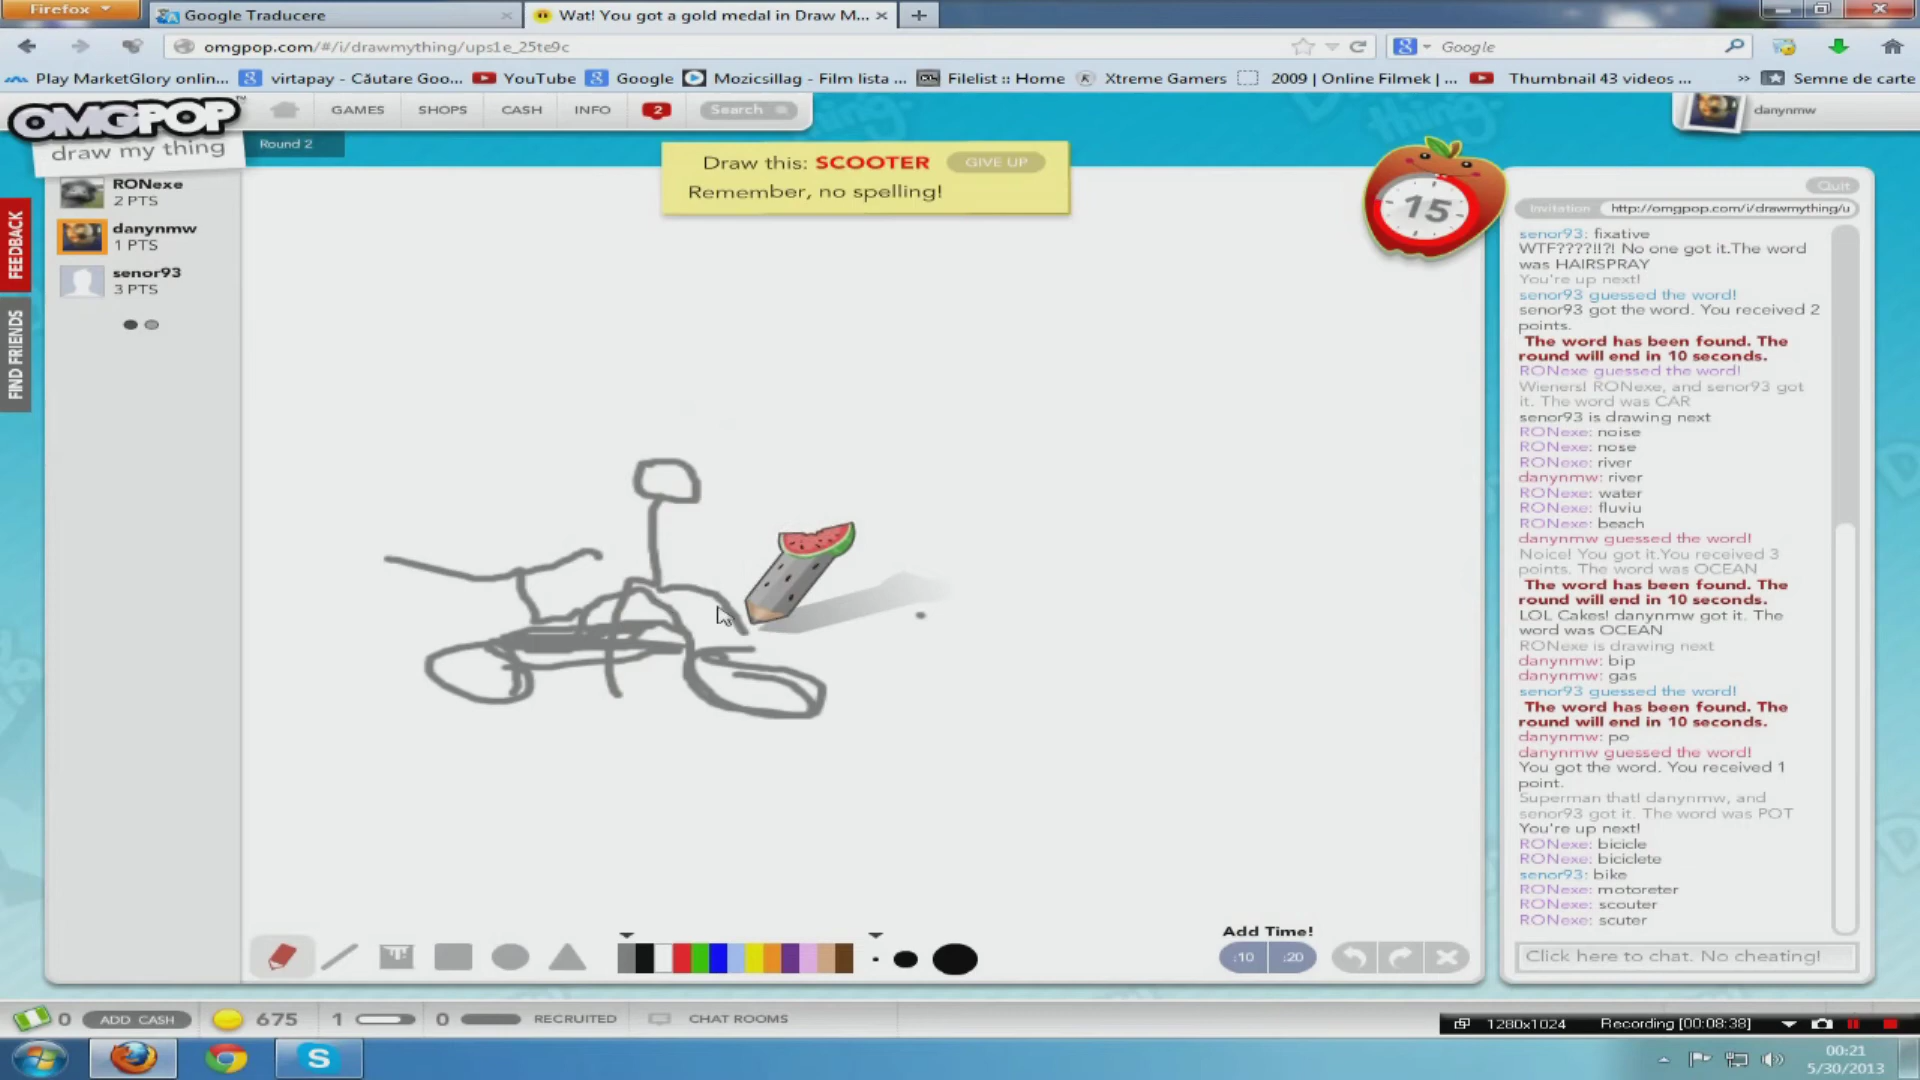 Firefox
Google Traducere
Wat! You got a gold medal in Draw M...
omgpop.com/#/i/drawmything/ups1e_25te9c
Google
Play MarketGlory onlin...
virtapay - Căutare Goo...
YouTube
Google
Mozicsillag - Film lista ...
Filelist :: Home
Xtreme Gamers
2009 | Online Filmek | ...
Thumbnail 43 videos ...
»
Semne de carte
OMGPOP
GAMES
SHOPS
CASH
INFO
2
Search
danynmw
draw my thing
Round 2
Draw this: SCOOTER
GIVE UP
Remember, no spelling!
15
RONexe
2 PTS
danynmw
1 PTS
senor93
3 PTS
FEEDBACK
FIND FRIENDS
Quit
Invitation
http://omgpop.com/i/drawmything/u
senor93: fixative
WTF????!!?! No one got it.The word
was HAIRSPRAY
You're up next!
senor93 guessed the word!
senor93 got the word. You received 2
points.
The word has been found. The
round will end in 10 seconds.
RONexe guessed the word!
Wieners! RONexe, and senor93 got
it. The word was CAR
senor93 is drawing next
RONexe: noise
RONexe: nose
RONexe: river
danynmw: river
RONexe: water
RONexe: fluviu
RONexe: beach
danynmw guessed the word!
Noice! You got it.You received 3
points. The word was OCEAN
The word has been found. The
round will end in 10 seconds.
LOL Cakes! danynmw got it. The
word was OCEAN
RONexe is drawing next
danynmw: bip
danynmw: gas
senor93 guessed the word!
The word has been found. The
round will end in 10 seconds.
danynmw: po
danynmw guessed the word!
You got the word. You received 1
point.
Superman that! danynmw, and
senor93 got it. The word was POT
You're up next!
RONexe: bicicle
RONexe: biciclete
senor93: bike
RONexe: motoreter
RONexe: scouter
RONexe: scuter
Click here to chat. No cheating!
Add Time!
:10
:20
0
ADD CASH
675
1
0
RECRUITED
CHAT ROOMS
1280x1024
Recording [00:08:38]
00:21
5/30/2013